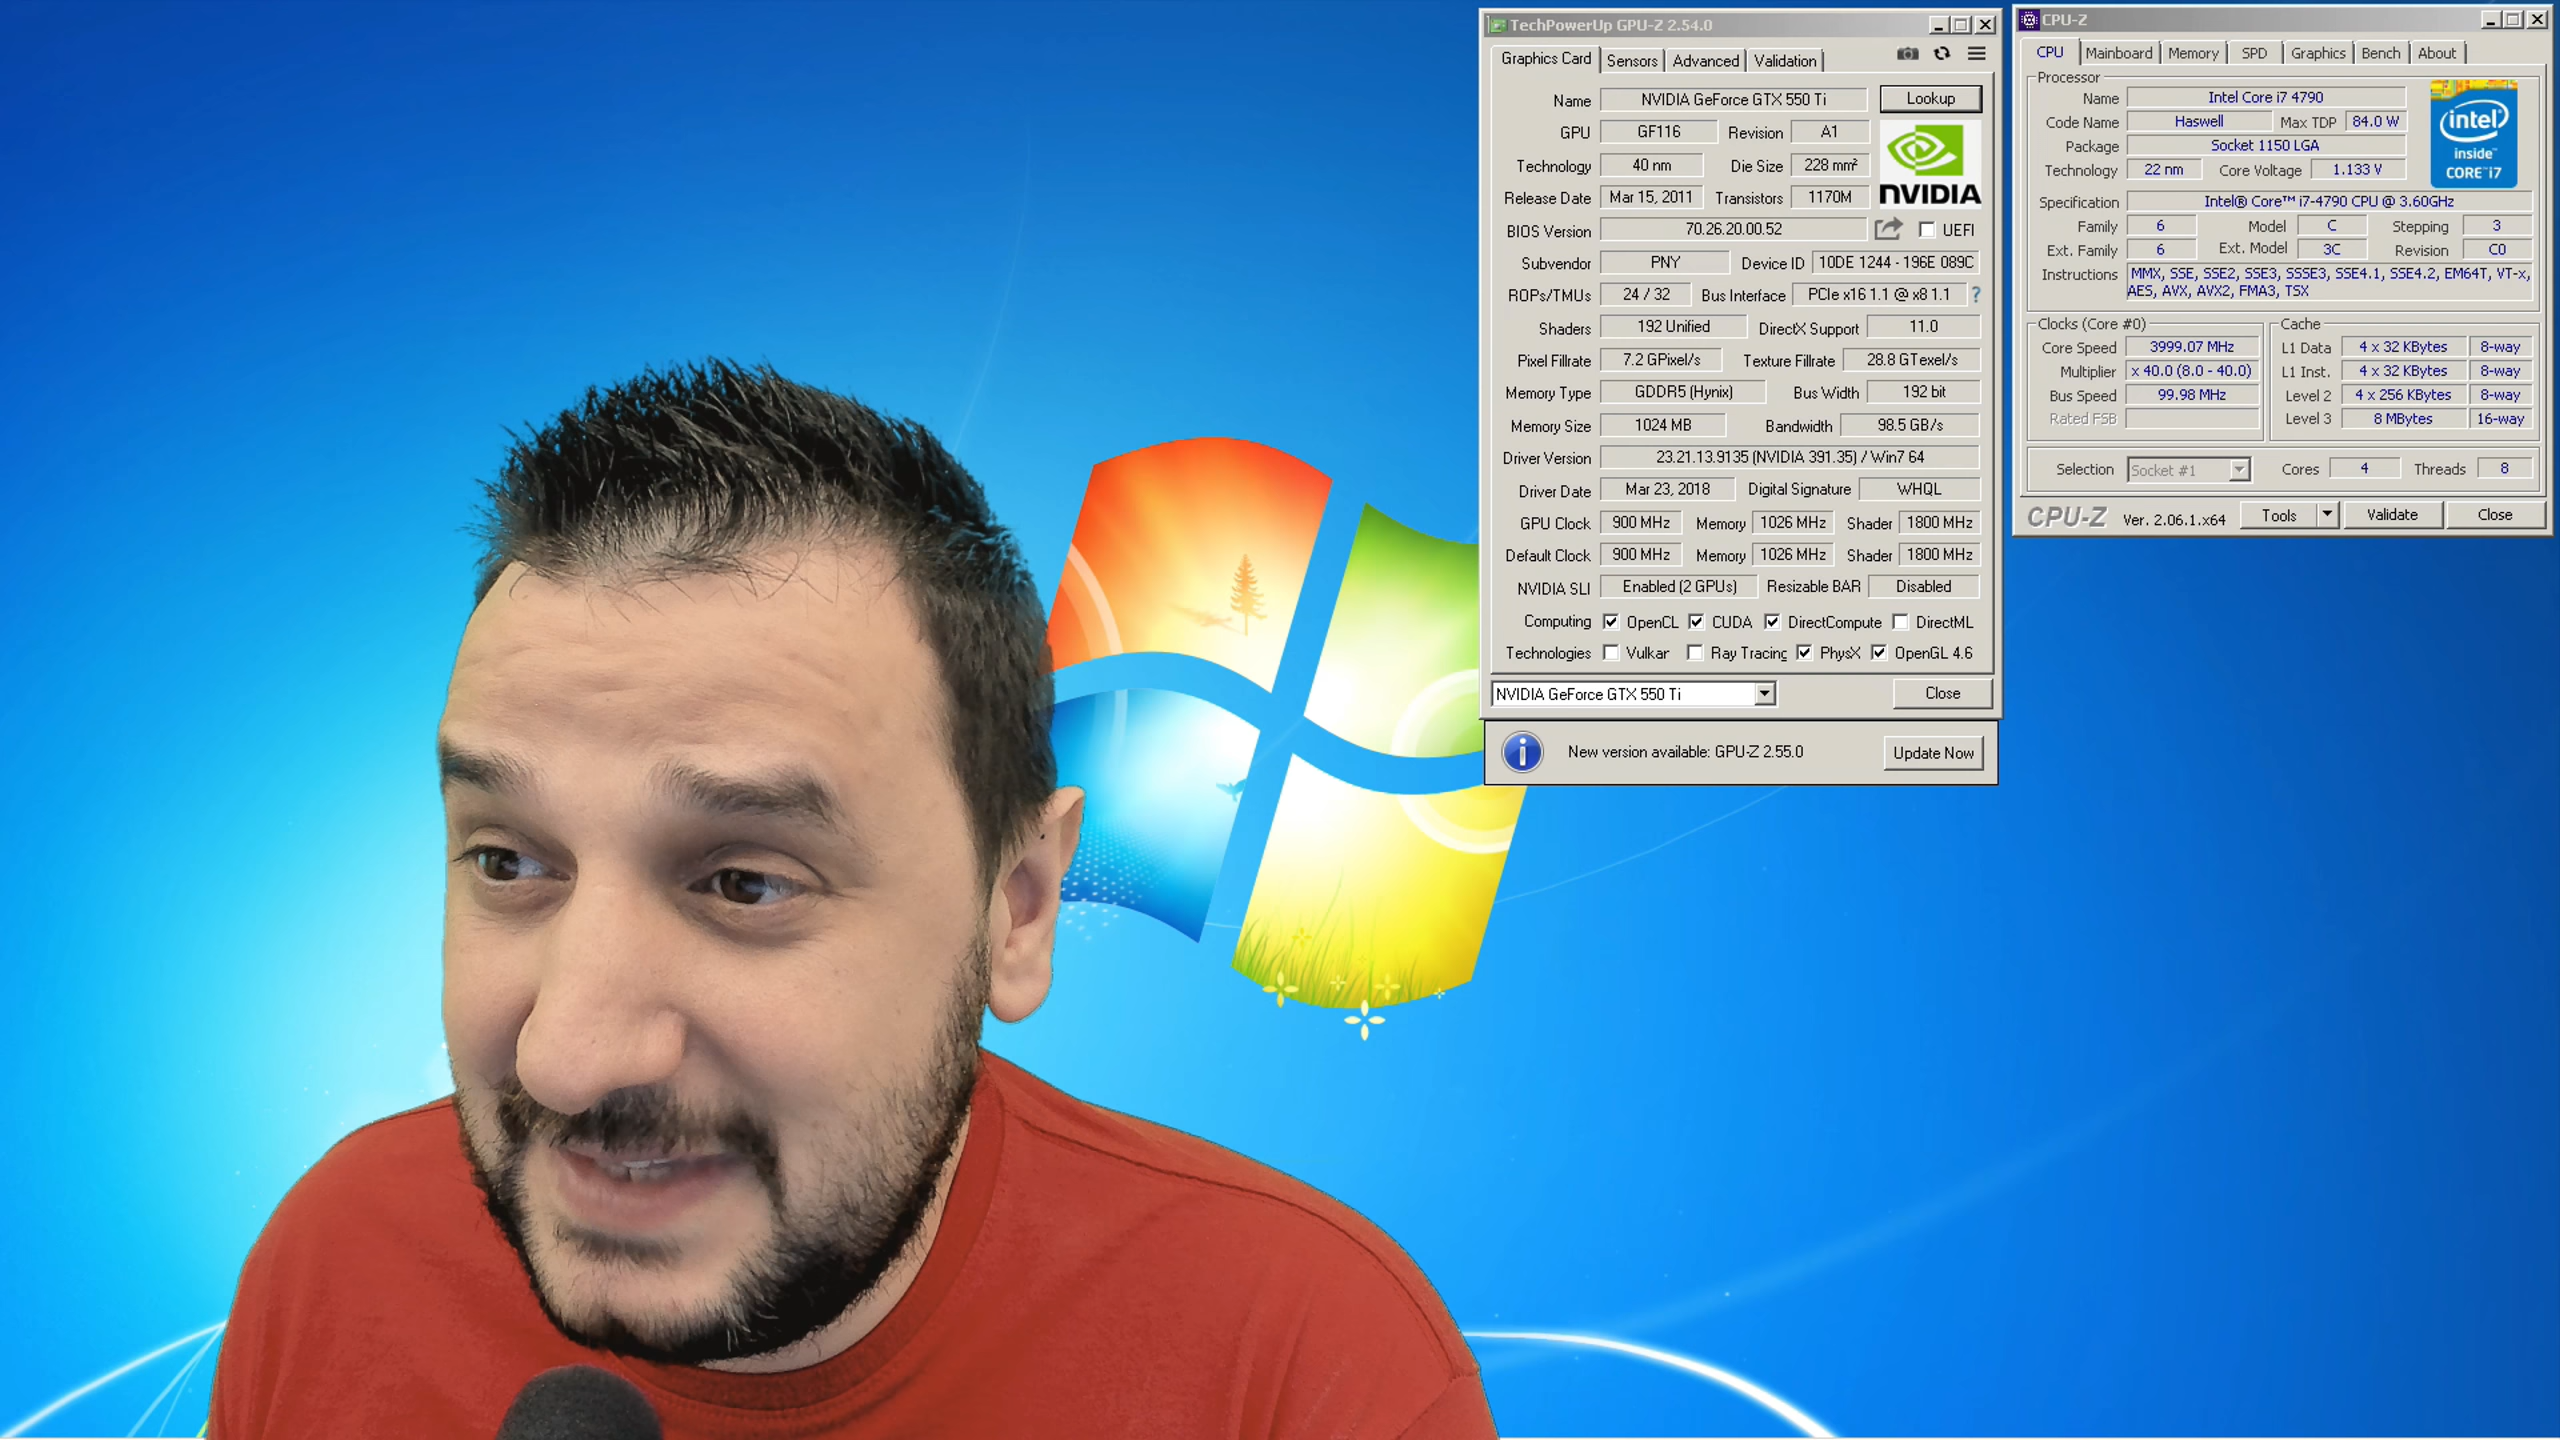 TechPowerUp GPU-Z 2.54.0
Graphics Card Sensors Advanced Validation
Name NVIDIA GeForce GTX 550 Ti Lookup
GPU GF116 Revision A1
Technology 40 nm Die Size 228 mm²
Release Date Mar 15, 2011 Transistors 1170M
NVIDIA
BIOS Version 70.26.20.00.52 UEFI
Subvendor PNY Device ID 10DE 1244 - 196E 089C
ROPs/TMUs 24 / 32 Bus Interface PCIe x16 1.1 @ x8 1.1 ?
Shaders 192 Unified DirectX Support 11.0
Pixel Fillrate 7.2 GPixel/s Texture Fillrate 28.8 GTexel/s
Memory Type GDDR5 (Hynix) Bus Width 192 bit
Memory Size 1024 MB Bandwidth 98.5 GB/s
Driver Version 23.21.13.9135 (NVIDIA 391.35) / Win7 64
Driver Date Mar 23, 2018 Digital Signature WHQL
GPU Clock 900 MHz Memory 1026 MHz Shader 1800 MHz
Default Clock 900 MHz Memory 1026 MHz Shader 1800 MHz
NVIDIA SLI Enabled (2 GPUs) Resizable BAR Disabled
Computing OpenCL CUDA DirectCompute DirectML
Technologies Vulkan Ray Tracing PhysX OpenGL 4.6
NVIDIA GeForce GTX 550 Ti Close
New version available: GPU-Z 2.55.0 Update Now
CPU-Z
CPU Mainboard Memory SPD Graphics Bench About
Processor
Name Intel Core i7 4790
Code Name Haswell Max TDP 84.0 W
Package Socket 1150 LGA
Technology 22 nm Core Voltage 1.133 V
intel
inside™
CORE™ i7
Specification Intel® Core™ i7-4790 CPU @ 3.60GHz
Family 6 Model C Stepping 3
Ext. Family 6 Ext. Model 3C Revision C0
Instructions MMX, SSE, SSE2, SSE3, SSSE3, SSE4.1, SSE4.2, EM64T, VT-x,
AES, AVX, AVX2, FMA3, TSX
Clocks (Core #0)
Core Speed 3999.07 MHz
Multiplier x 40.0 (8.0 - 40.0)
Bus Speed 99.98 MHz
Rated FSB
Cache
L1 Data 4 x 32 KBytes 8-way
L1 Inst. 4 x 32 KBytes 8-way
Level 2 4 x 256 KBytes 8-way
Level 3 8 MBytes 16-way
Selection Socket #1 Cores 4 Threads 8
CPU-Z Ver. 2.06.1.x64 Tools Validate Close